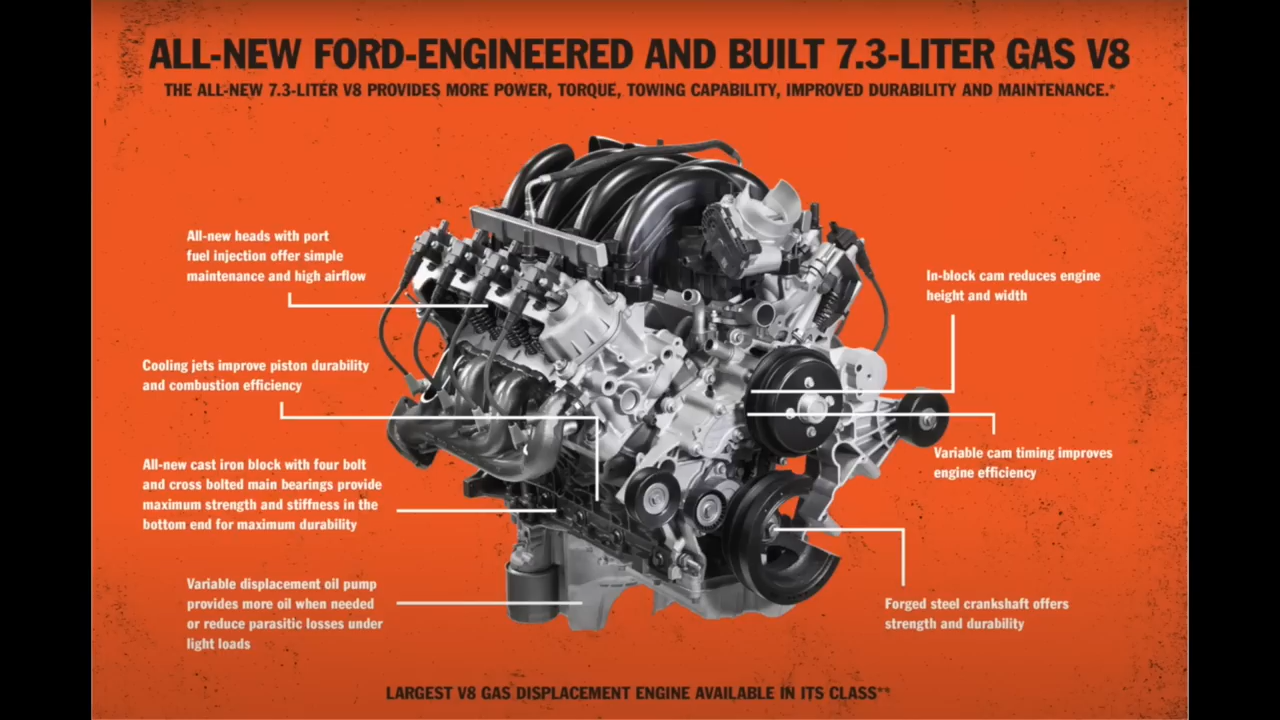 ALL-NEW FORD-ENGINEERED AND BUILT 7.3-LITER GAS V8
THE ALL-NEW 7.3-LITER V8 PROVIDES MORE POWER, TORQUE, TOWING CAPABILITY, IMPROVED DURABILITY AND MAINTENANCE.*
All-new heads with port
fuel injection offer simple
maintenance and high airflow
Cooling jets improve piston durability
and combustion efficiency
All-new cast iron block with four bolt
and cross bolted main bearings provide
maximum strength and stiffness in the
bottom end for maximum durability
Variable displacement oil pump
provides more oil when needed
or reduce parasitic losses under
light loads
In-block cam reduces engine
height and width
Variable cam timing improves
engine efficiency
Forged steel crankshaft offers
strength and durability
LARGEST V8 GAS DISPLACEMENT ENGINE AVAILABLE IN ITS CLASS**